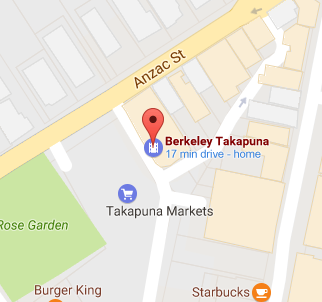 Anzac St
Berkeley Takapuna
17 min drive - home
Takapuna Markets
Rose Garden
Burger King
Starbucks